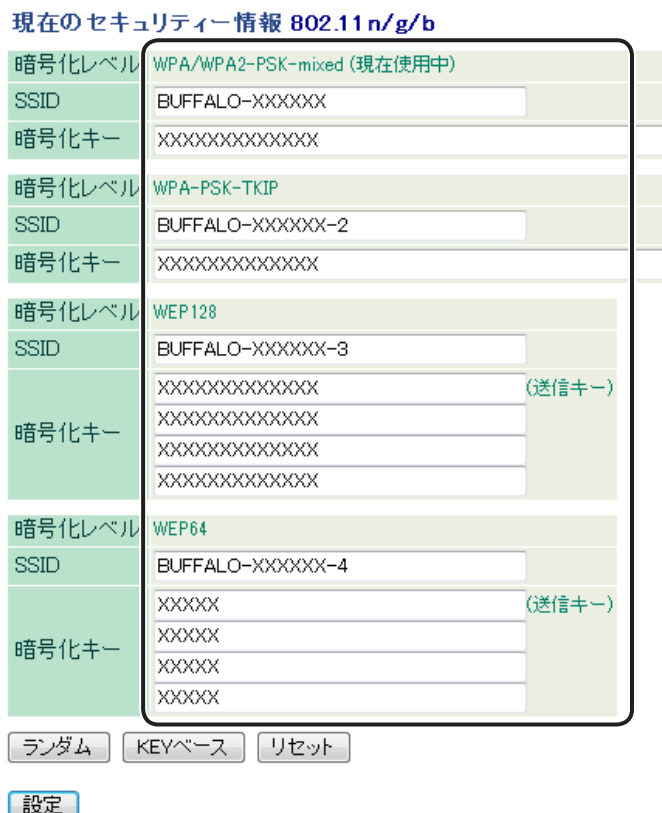 現在のセキュリティー情報 802.11n/g/b
暗号化レベル WPA/WPA2-PSK-mixed (現在使用中)
SSID BUFFALO-XXXXXX
暗号化キー XXXXXXXXXXXXX
暗号化レベル WPA-PSK-TKIP
SSID BUFFALO-XXXXXX-2
暗号化キー XXXXXXXXXXXXX
暗号化レベル WEP128
SSID BUFFALO-XXXXXX-3
暗号化キー XXXXXXXXXXXXX (送信キー)
XXXXXXXXXXXXX
XXXXXXXXXXXXX
XXXXXXXXXXXXX
暗号化レベル WEP64
SSID BUFFALO-XXXXXX-4
暗号化キー XXXXX (送信キー)
XXXXX
XXXXX
XXXXX
ランダム KEYベース リセット
設定